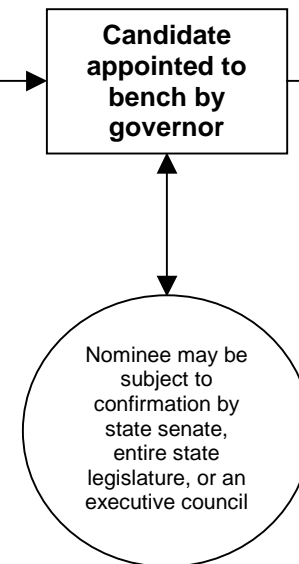 Candidate
appointed to
bench by
governor
Nominee may be
subject to
confirmation by
state senate,
entire state
legislature, or an
executive council